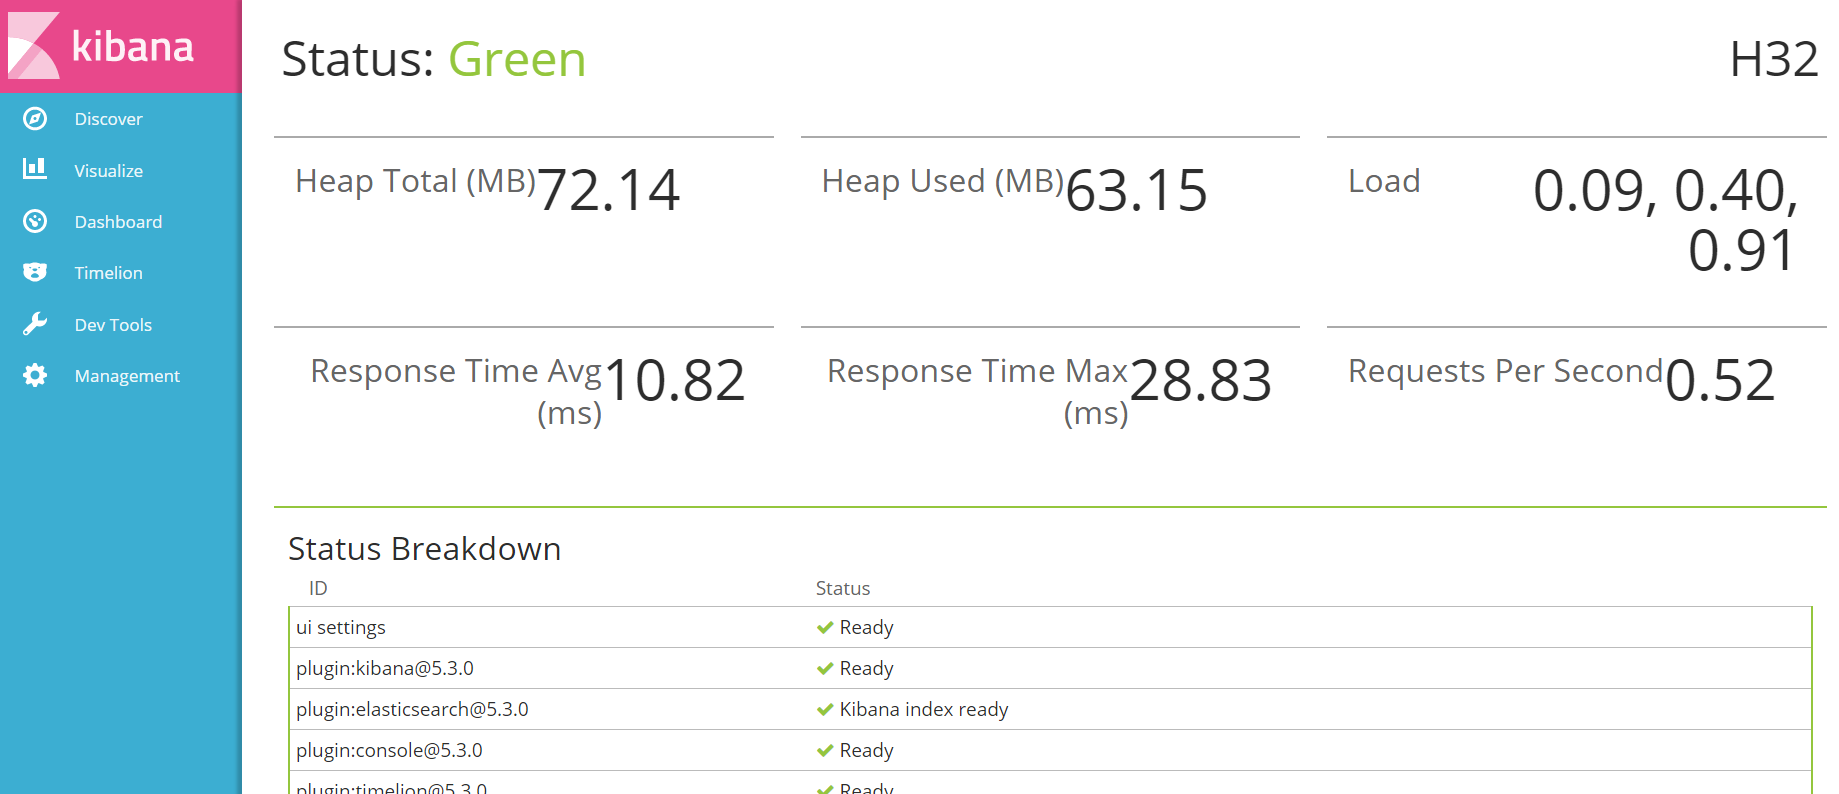 kibana
Discover
Visualize
Dashboard
Timelion
Dev Tools
Management
Status: Green
H32
Heap Total (MB) 72.14
Heap Used (MB) 63.15
Load 0.09, 0.40,
0.91
Response Time Avg 10.82
(ms)
Response Time Max 28.83
(ms)
Requests Per Second 0.52
Status Breakdown
ID Status
ui settings Ready
plugin:kibana@5.3.0 Ready
plugin:elasticsearch@5.3.0 Kibana index ready
plugin:console@5.3.0 Ready
plugin:timelion@5.3.0 Ready